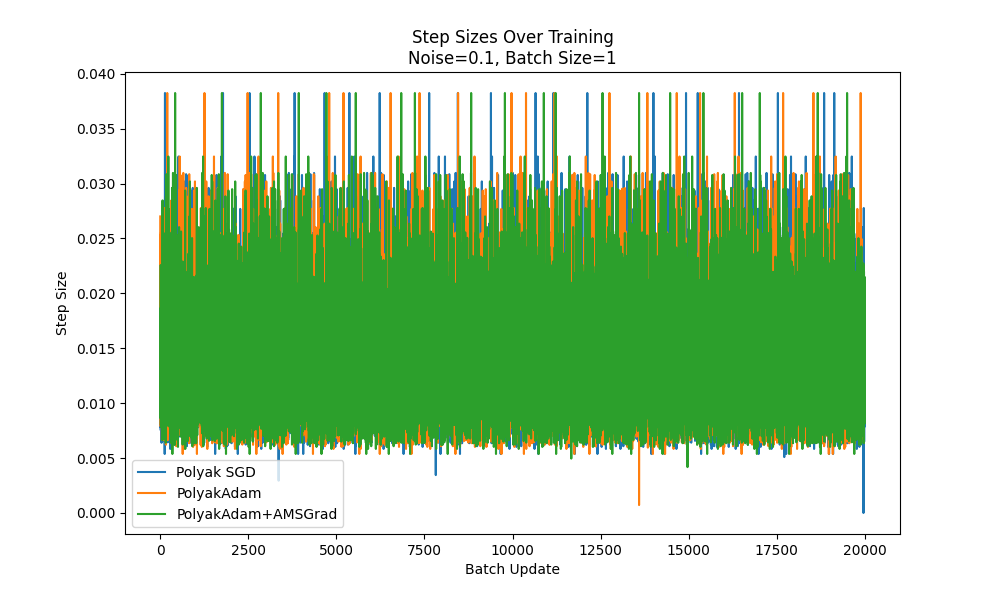 Step Sizes Over Training
Noise=0.1, Batch Size=1
0.040
0.035
0.030
0.025
0.020
0.015
0.010
0.005
0.000
Step Size
Polyak SGD
PolyakAdam
PolyakAdam+AMSGrad
0 2500 5000 7500 10000 12500 15000 17500 20000
Batch Update